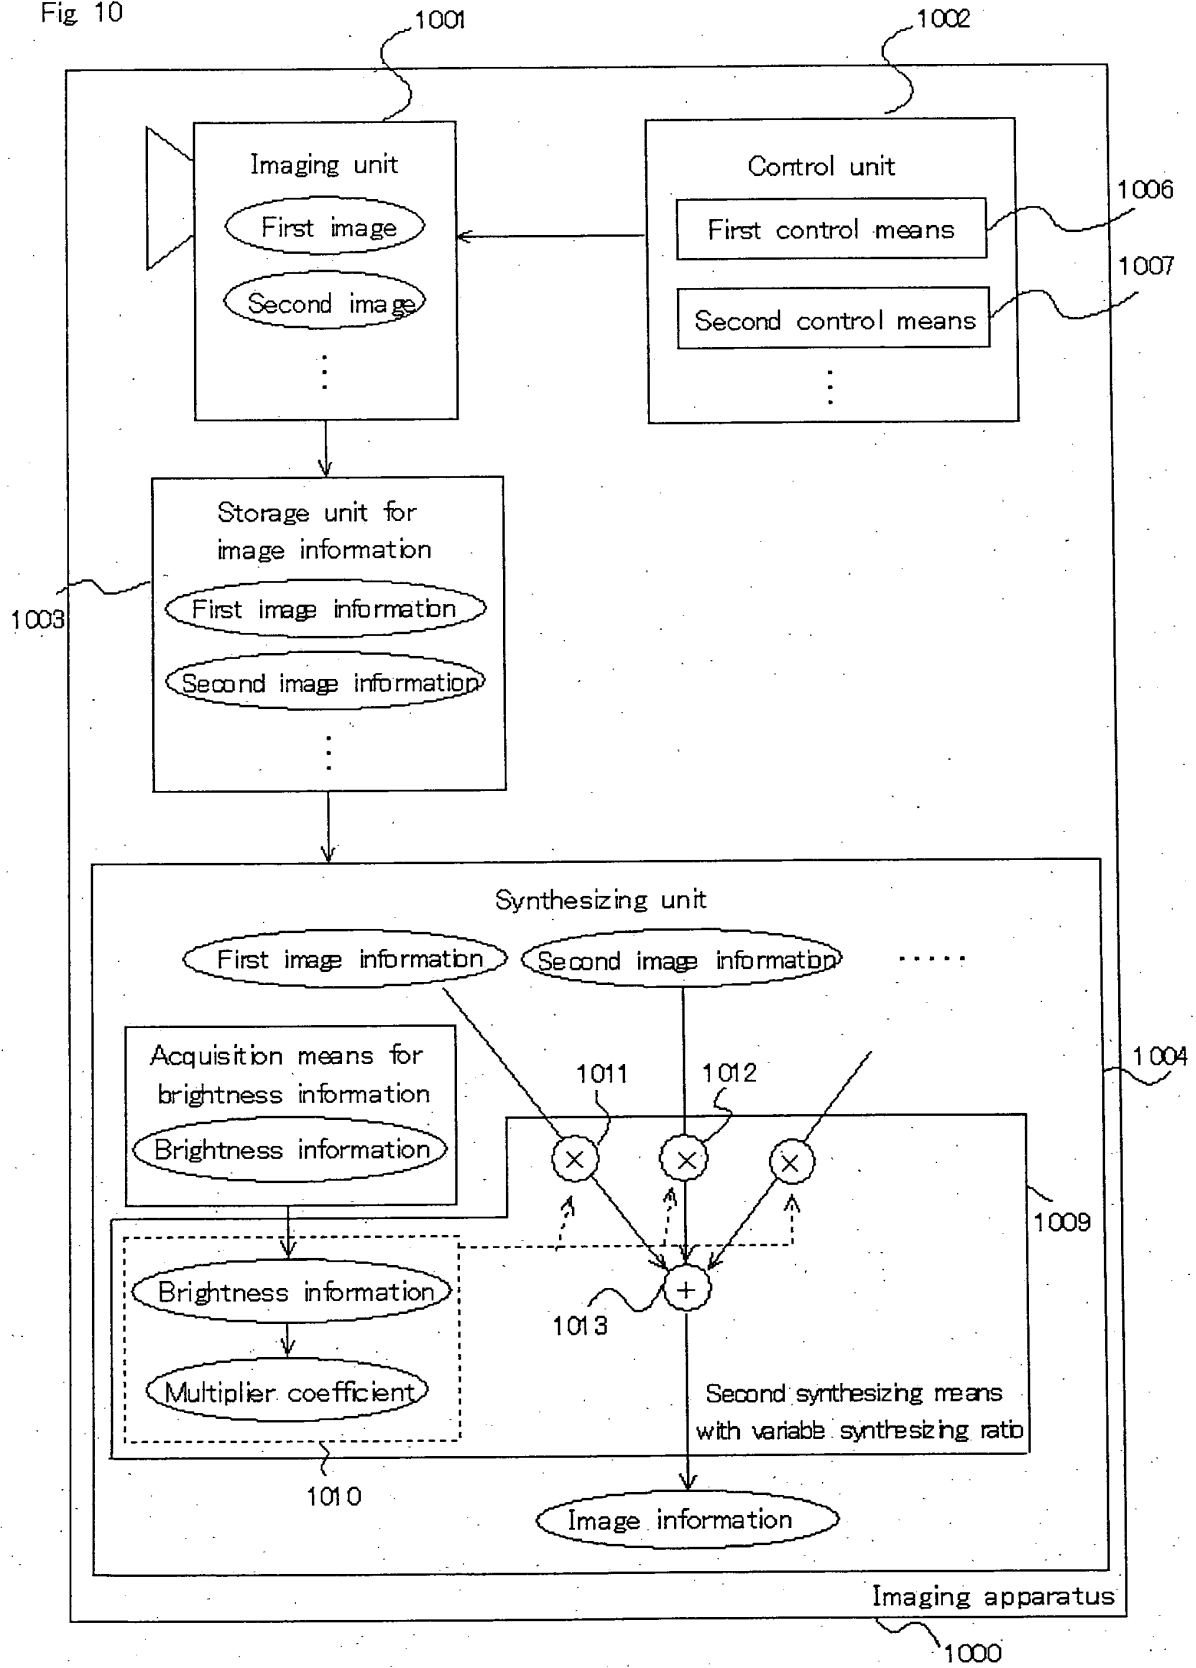 Fig 10
1001
1002
Imaging unit
First image
Second image
Control unit
First control means
Second control means
1006
1007
Storage unit for
image information
First image information
Second image information
1003
Synthesizing unit
First image information
Second image information
Acquisition means for
brightness information
Brightness information
1011
1012
1004
×
×
×
1009
Brightness information
Multiplier coefficient
+
1013
Second synthesizing means
with variable synthesizing ratio
1010
Image information
Imaging apparatus
1000